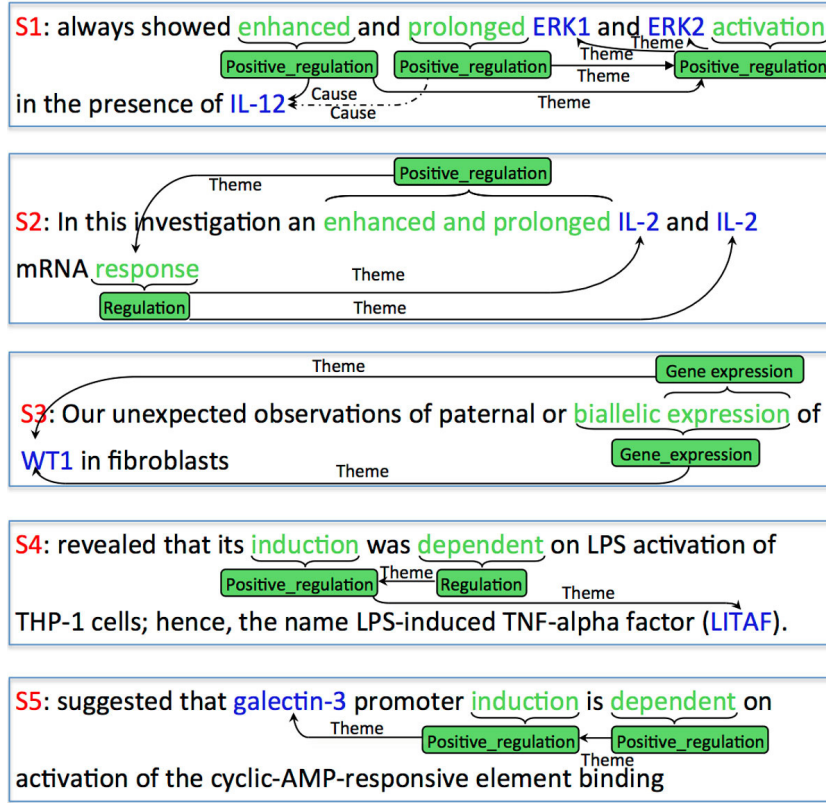 S1: always showed enhanced and prolonged ERK1 and ERK2 activation
Theme
Positive_regulation Positive_regulation Theme Positive_regulation
Theme
in the presence of IL-12 Cause Theme
Cause
Positive_regulation
Theme
S2: In this investigation an enhanced and prolonged IL-2 and IL-2
mRNA response Theme
Regulation Theme
Theme Gene expression
S3: Our unexpected observations of paternal or biallelic expression of
WT1 in fibroblasts Gene_expression
Theme
S4: revealed that its induction was dependent on LPS activation of
Positive_regulation Theme Regulation Theme
THP-1 cells; hence, the name LPS-induced TNF-alpha factor (LITAF).
S5: suggested that galectin-3 promoter induction is dependent on
Theme Positive_regulation Positive_regulation
Theme
activation of the cyclic-AMP-responsive element binding